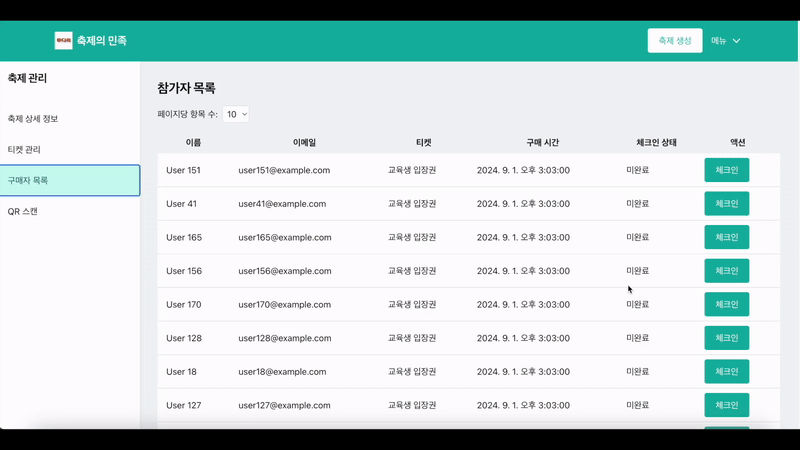 축제의 민족
축제 생성
메뉴
축제 관리
축제 상세 정보
티켓 관리
구매자 목록
QR 스캔
참가자 목록
페이지당 항목 수: 10
이름 이메일 티켓 구매 시간 체크인 상태 액션
User 151 user151@example.com 교육생 입장권 2024. 9. 1. 오후 3:03:00 미완료 체크인
User 41 user41@example.com 교육생 입장권 2024. 9. 1. 오후 3:03:00 미완료 체크인
User 165 user165@example.com 교육생 입장권 2024. 9. 1. 오후 3:03:00 미완료 체크인
User 156 user156@example.com 교육생 입장권 2024. 9. 1. 오후 3:03:00 미완료 체크인
User 170 user170@example.com 교육생 입장권 2024. 9. 1. 오후 3:03:00 미완료 체크인
User 128 user128@example.com 교육생 입장권 2024. 9. 1. 오후 3:03:00 미완료 체크인
User 18 user18@example.com 교육생 입장권 2024. 9. 1. 오후 3:03:00 미완료 체크인
User 127 user127@example.com 교육생 입장권 2024. 9. 1. 오후 3:03:00 미완료 체크인